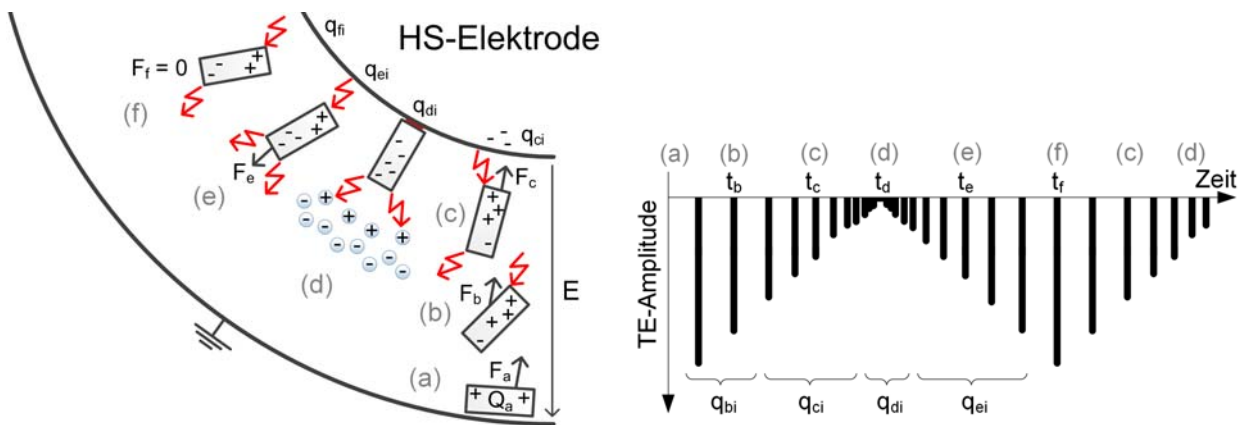 HS-Elektrode
q_fi
q_ei
q_di
- -
q_ci
F_f = 0
- - + +
(f)
- - - + +
F_e
(e)
- - - - - -
(d)
- + - + - - + - + - - - - -
F_c
+ + + -
(c)
F_b
+ + + + -
(b)
F_a
+ Q_a +
(a)
E
(a) (b) (c) (d) (e) (f) (c) (d)
t_b t_c t_d t_e t_f Zeit
TE-Amplitude
q_bi q_ci q_di q_ei